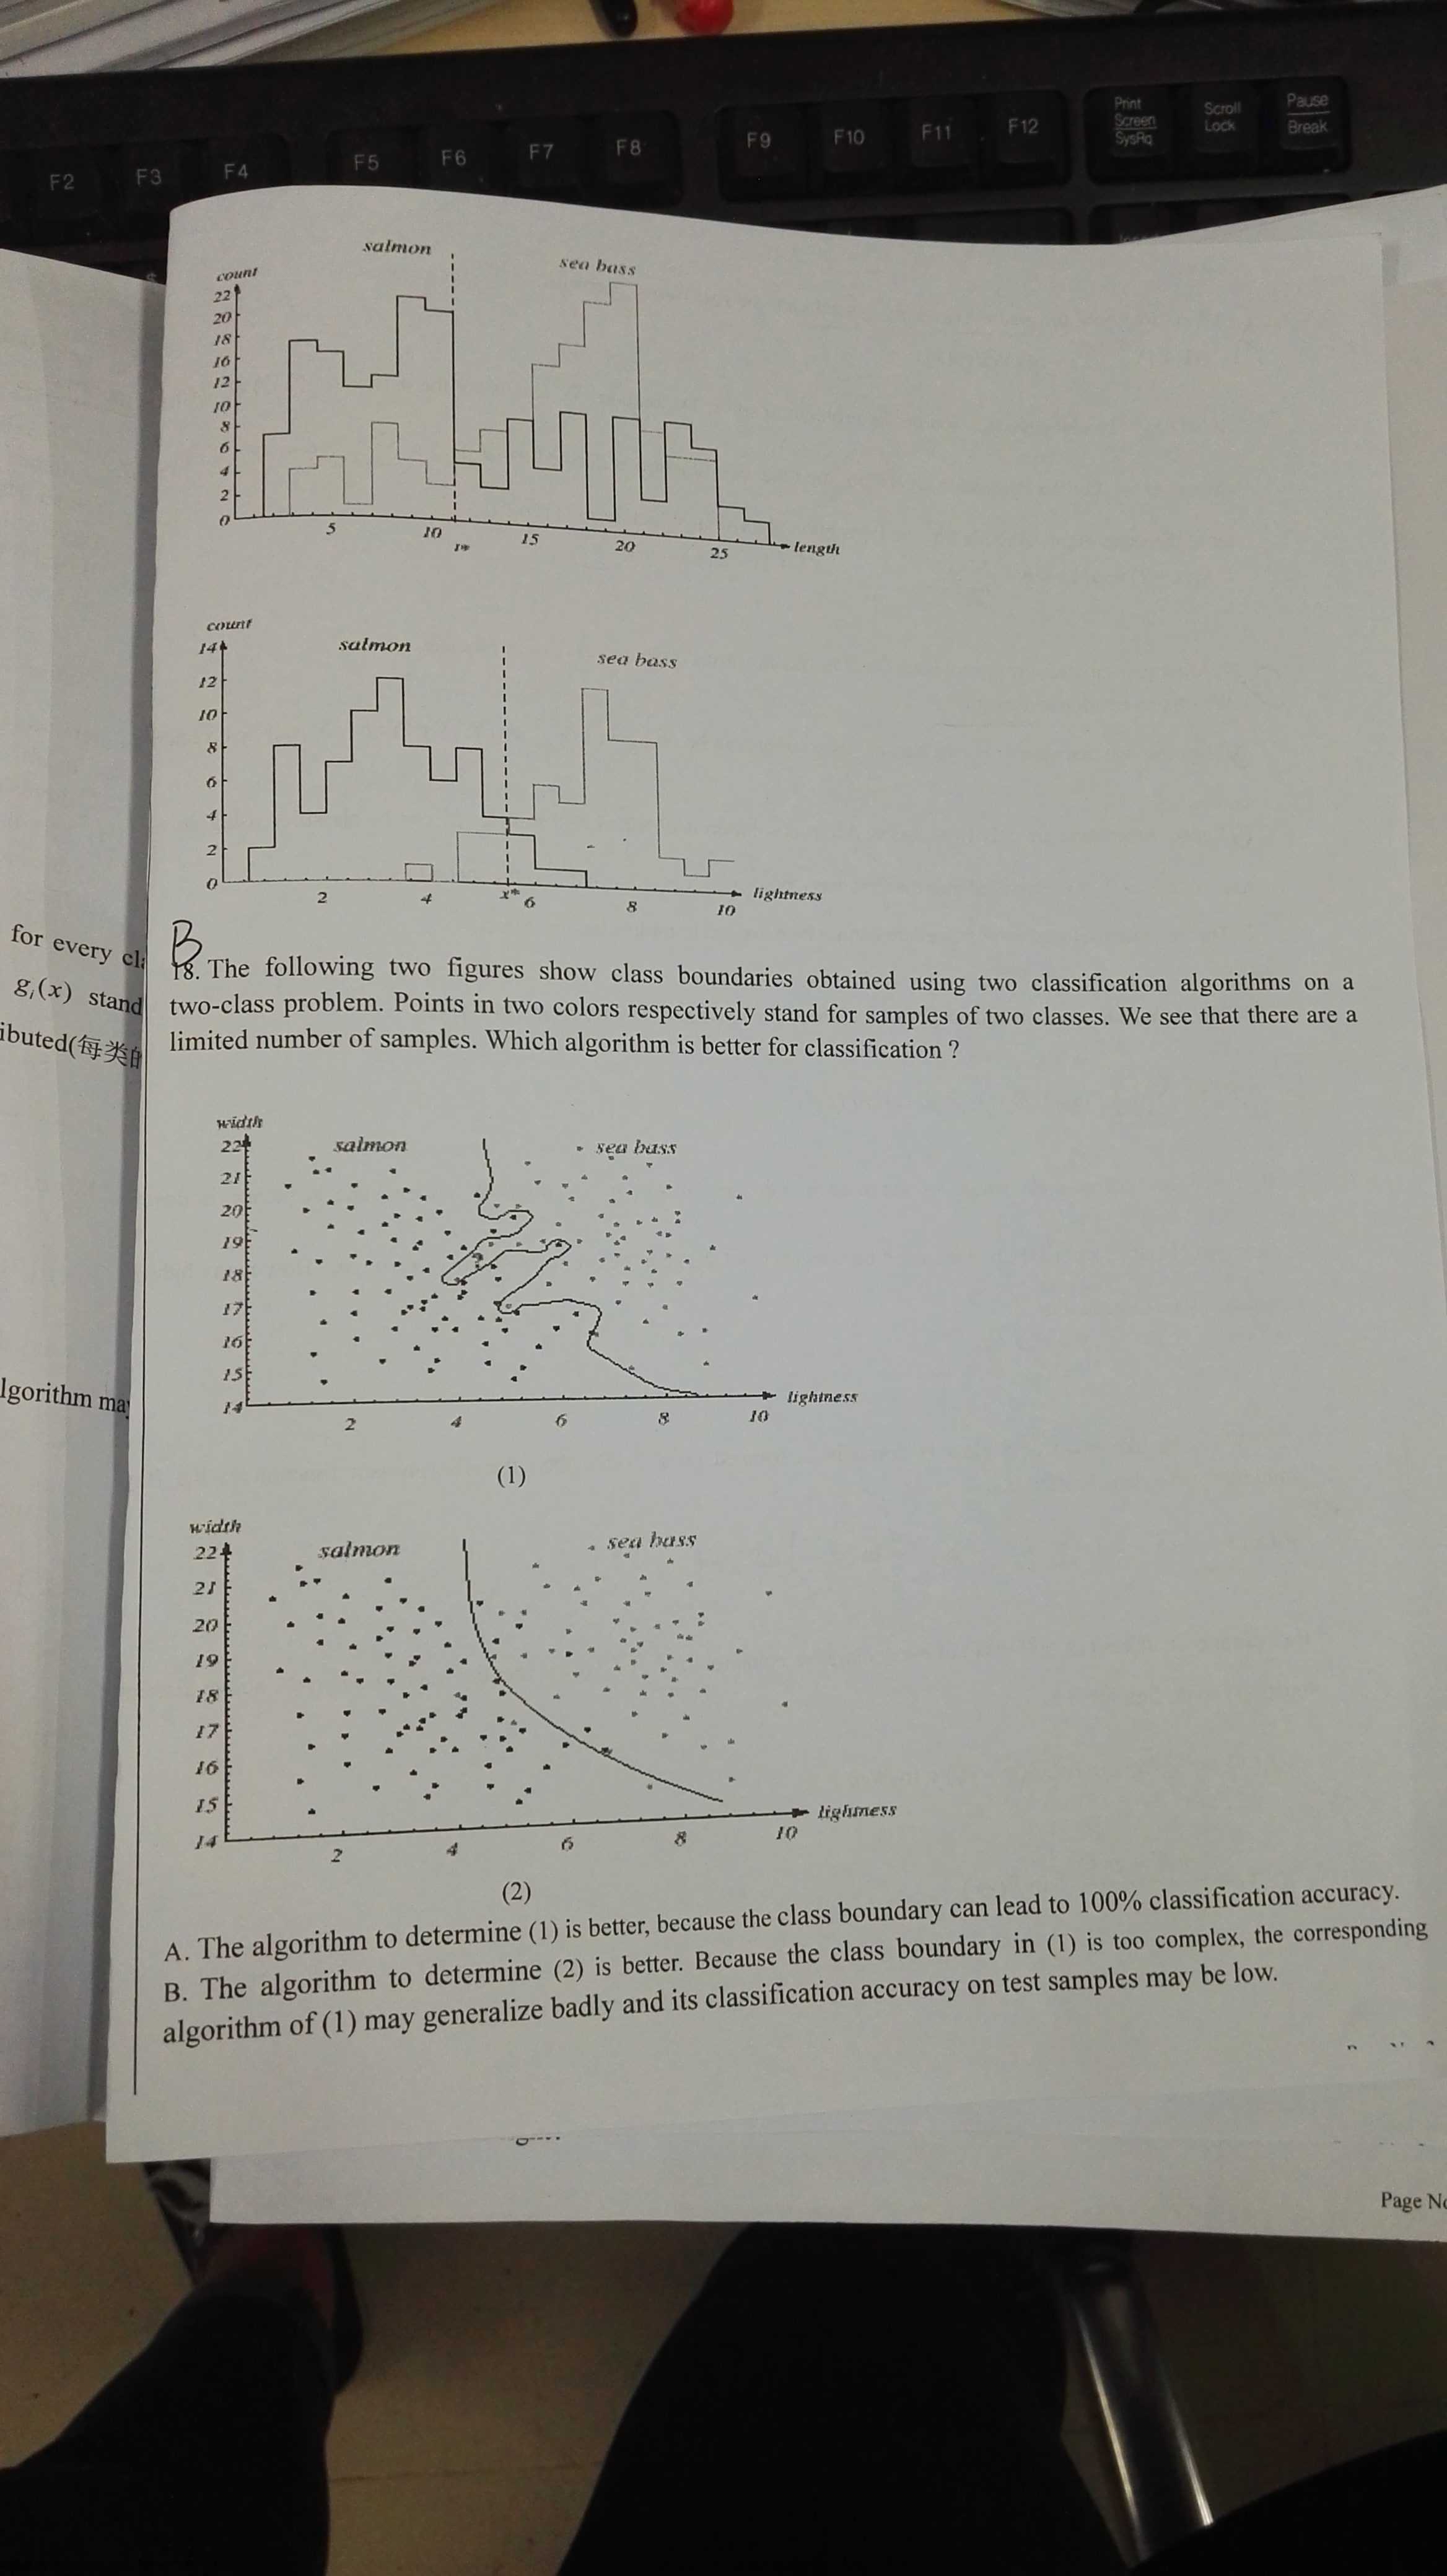 Print
Screen
SysRq
Scroll
Lock
Pause
Break
F2 F3 F4 F5 F6 F7 F8 F9 F10 F11 F12
salmon
sea bass
count
22
20
18
16
12
10
8
6
4
2
0
5 10 15 20 25
l*
length
count
salmon
sea bass
14
12
10
8
6
4
2
0
2 4 x* 6 8 10
lightness
for every
g_i(x) stand
ibuted(每类
lgorithm may
B
18. The following two figures show class boundaries obtained using two classification algorithms on a
two-class problem. Points in two colors respectively stand for samples of two classes. We see that there are a
limited number of samples. Which algorithm is better for classification ?
width
salmon
sea bass
22
21
20
19
18
17
16
15
14
2 4 6 8 10
lightness
(1)
width
salmon
sea bass
22
21
20
19
18
17
16
15
14
2 4 6 8 10
lightness
(2)
A. The algorithm to determine (1) is better, because the class boundary can lead to 100% classification accuracy.
B. The algorithm to determine (2) is better. Because the class boundary in (1) is too complex, the corresponding
algorithm of (1) may generalize badly and its classification accuracy on test samples may be low.
Page